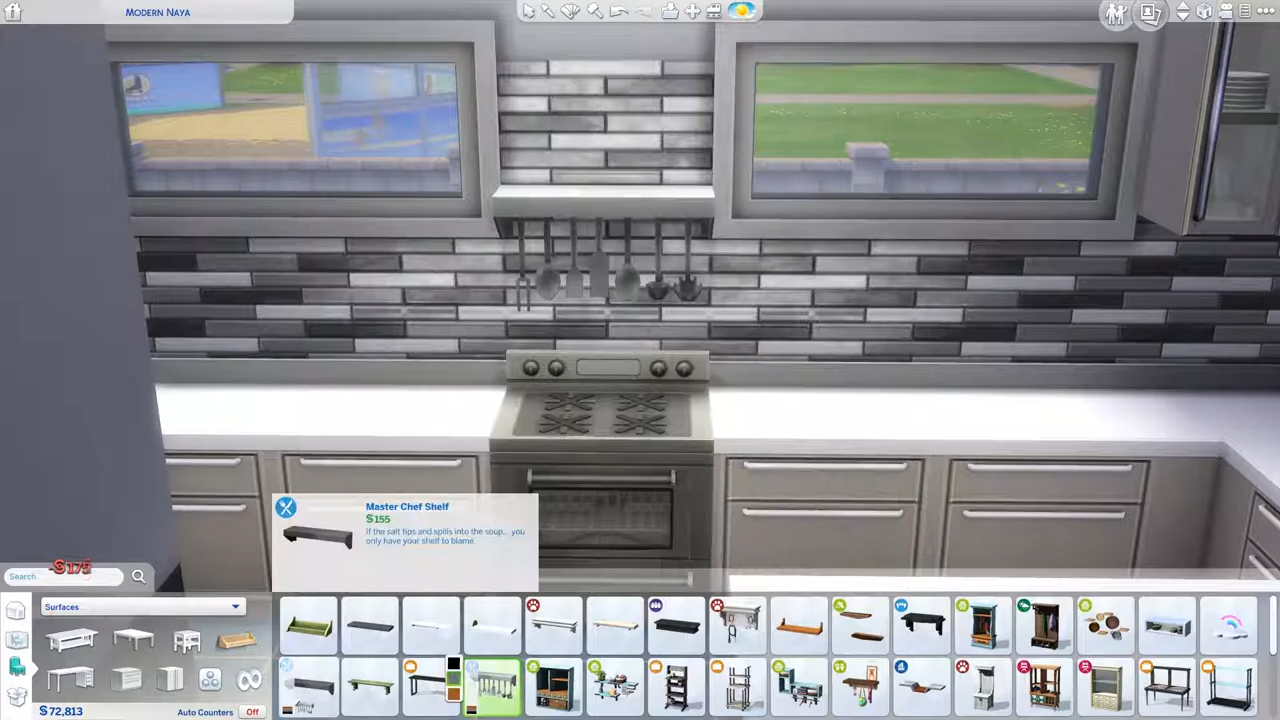 MODERN NAYA
Master Chef Shelf
$155
If the salt tips and spills into the soup... you
only have your shelf to blame
-$175
Search.
Surfaces
$72,813
Auto Counters
Off